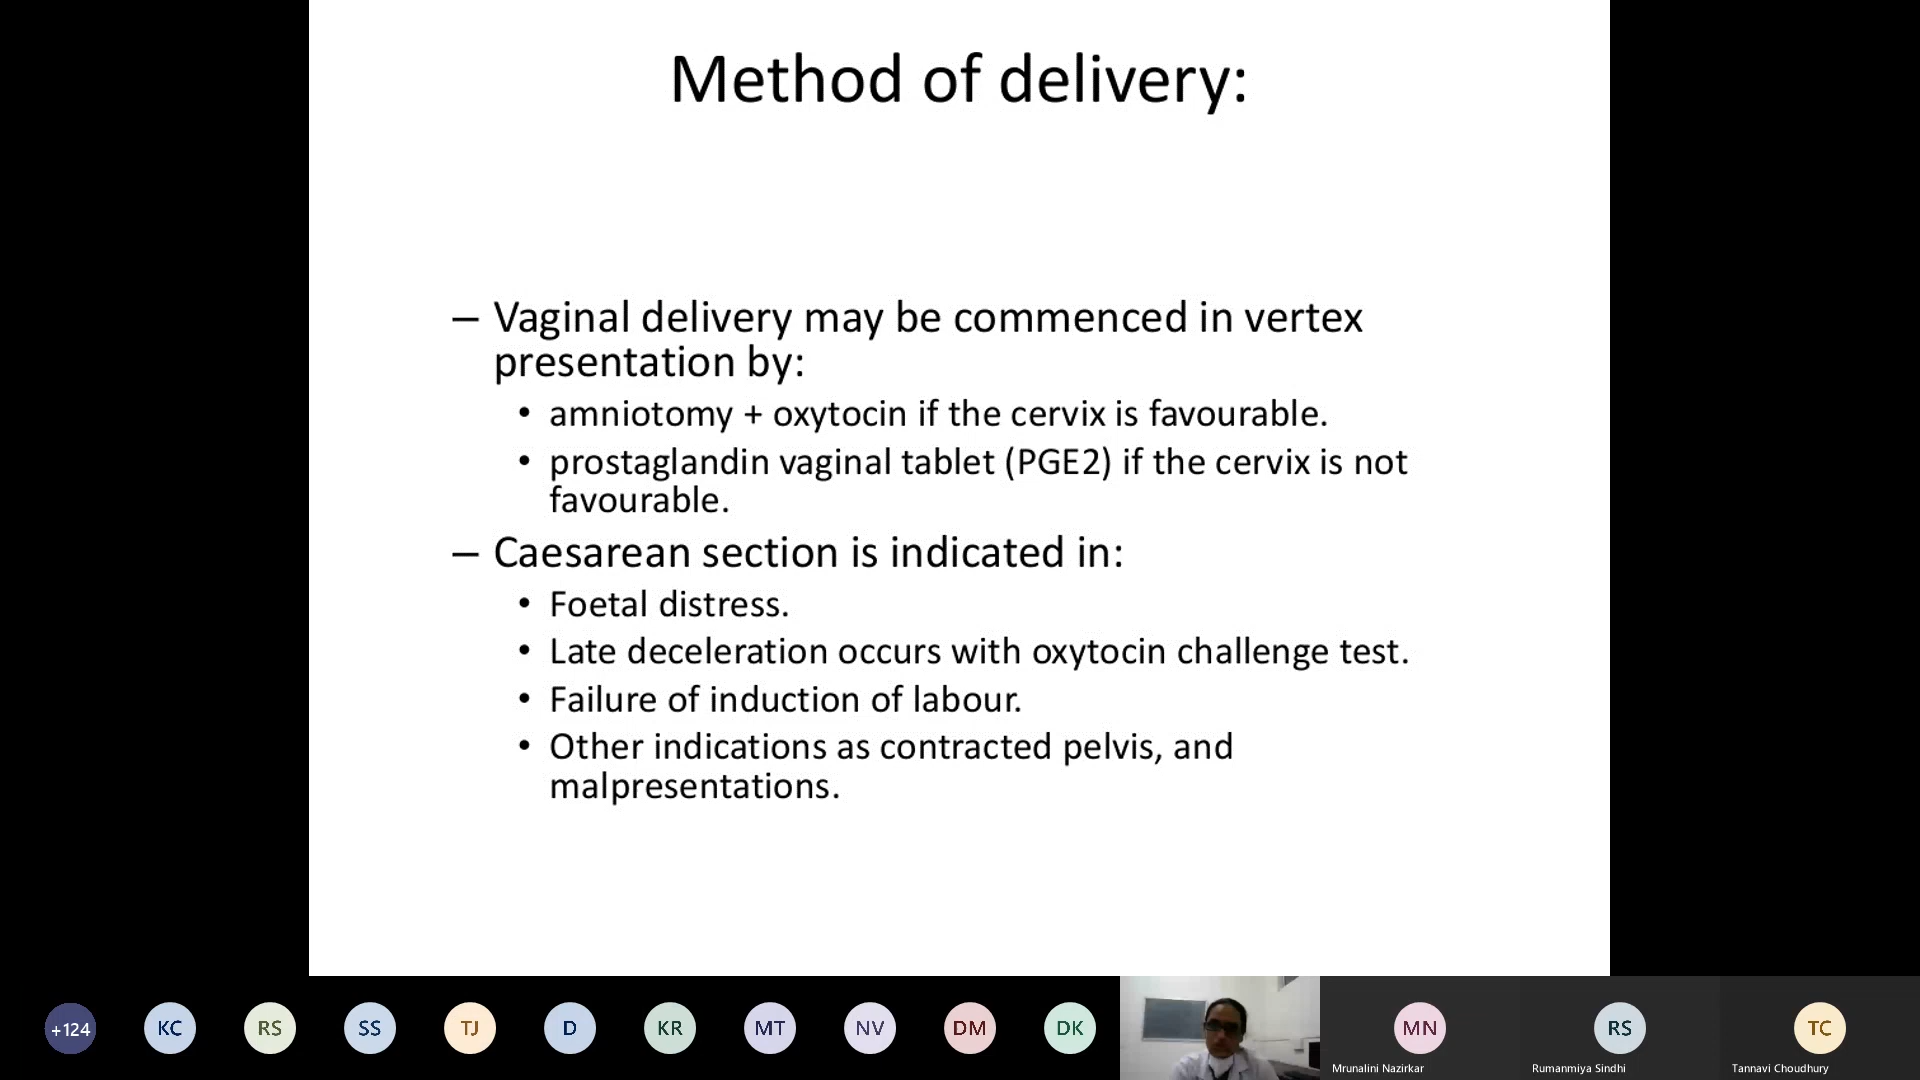 Method of delivery:
– Vaginal delivery may be commenced in vertex
presentation by:
• amniotomy + oxytocin if the cervix is favourable.
• prostaglandin vaginal tablet (PGE2) if the cervix is not
favourable.
– Caesarean section is indicated in:
• Foetal distress.
• Late deceleration occurs with oxytocin challenge test.
• Failure of induction of labour.
• Other indications as contracted pelvis, and
malpresentations.
+124 KC RS SS TJ D KR MT NV DM DK MN RS TC
Mrunalini Nazirkar Rumanmiya Sindhi Tannavi Choudhury